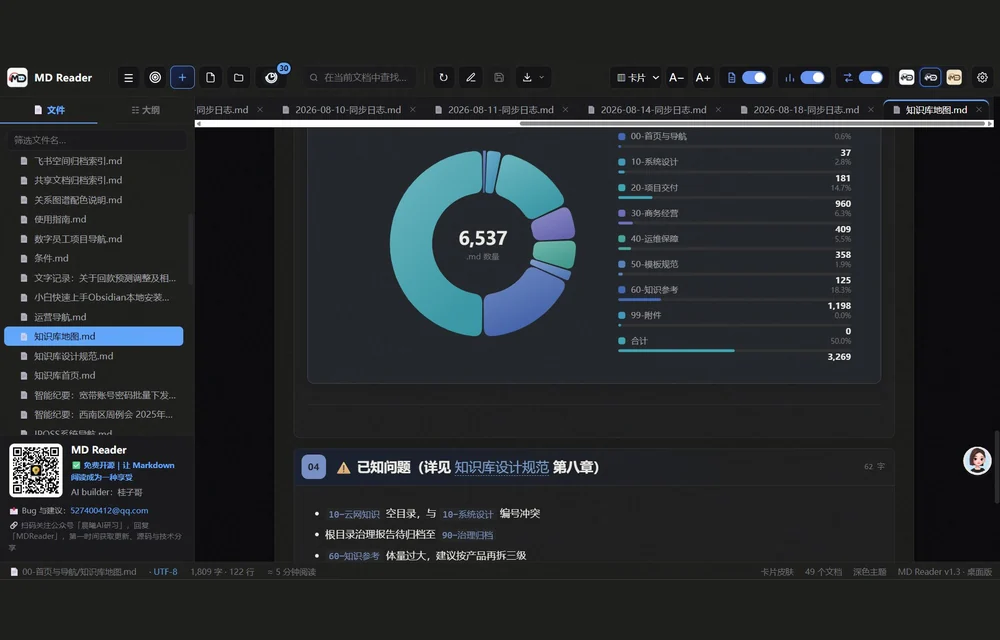 MD Reader
30
在当前文档中查找...
卡片
A−
A+
文件
大纲
同步日志.md
2026-08-10-同步日志.md
2026-08-11-同步日志.md
2026-08-14-同步日志.md
2026-08-18-同步日志.md
知识库地图.md
筛选文件名...
飞书空间归档索引.md
共享文档归档索引.md
关系图谱配色说明.md
使用指南.md
数字员工项目导航.md
条件.md
文字记录：关于回款预测调整及相...
小白快速上手Obsidian本地安装...
运营导航.md
知识库地图.md
知识库设计规范.md
知识库首页.md
智能纪要：宽带账号密码批量下发...
智能纪要：西南区周例会 2025年...
IPOSS系统导航.md
6,537
.md 数量
00-首页与导航
0.6%
37
10-系统设计
2.8%
181
20-项目交付
14.7%
960
30-商务经营
6.3%
409
40-运维保障
5.5%
358
50-模板规范
1.9%
125
60-知识参考
18.3%
1,198
99-附件
0.0%
0
合计
50.0%
3,269
04
已知问题（详见 知识库设计规范 第八章）
62 字
10-云网知识 空目录，与 10-系统设计 编号冲突
根目录治理报告待归档至 90-治理归档
60-知识参考 体量过大，建议按产品再拆三级
MD Reader
免费开源 | 让 Markdown
阅读成为一种享受
AI builder：桂子哥
Bug 与建议：527400412@qq.com
扫码关注公众号「晨曦AI研习」，回复
「MDReader」，第一时间获取更新、源码与技术分
享
00-首页与导航/知识库地图.md
· UTF-8
1,809 字 · 122 行
≈ 5 分钟阅读
卡片皮肤
49 个文档
深色主题
MD Reader v1.3 · 桌面版